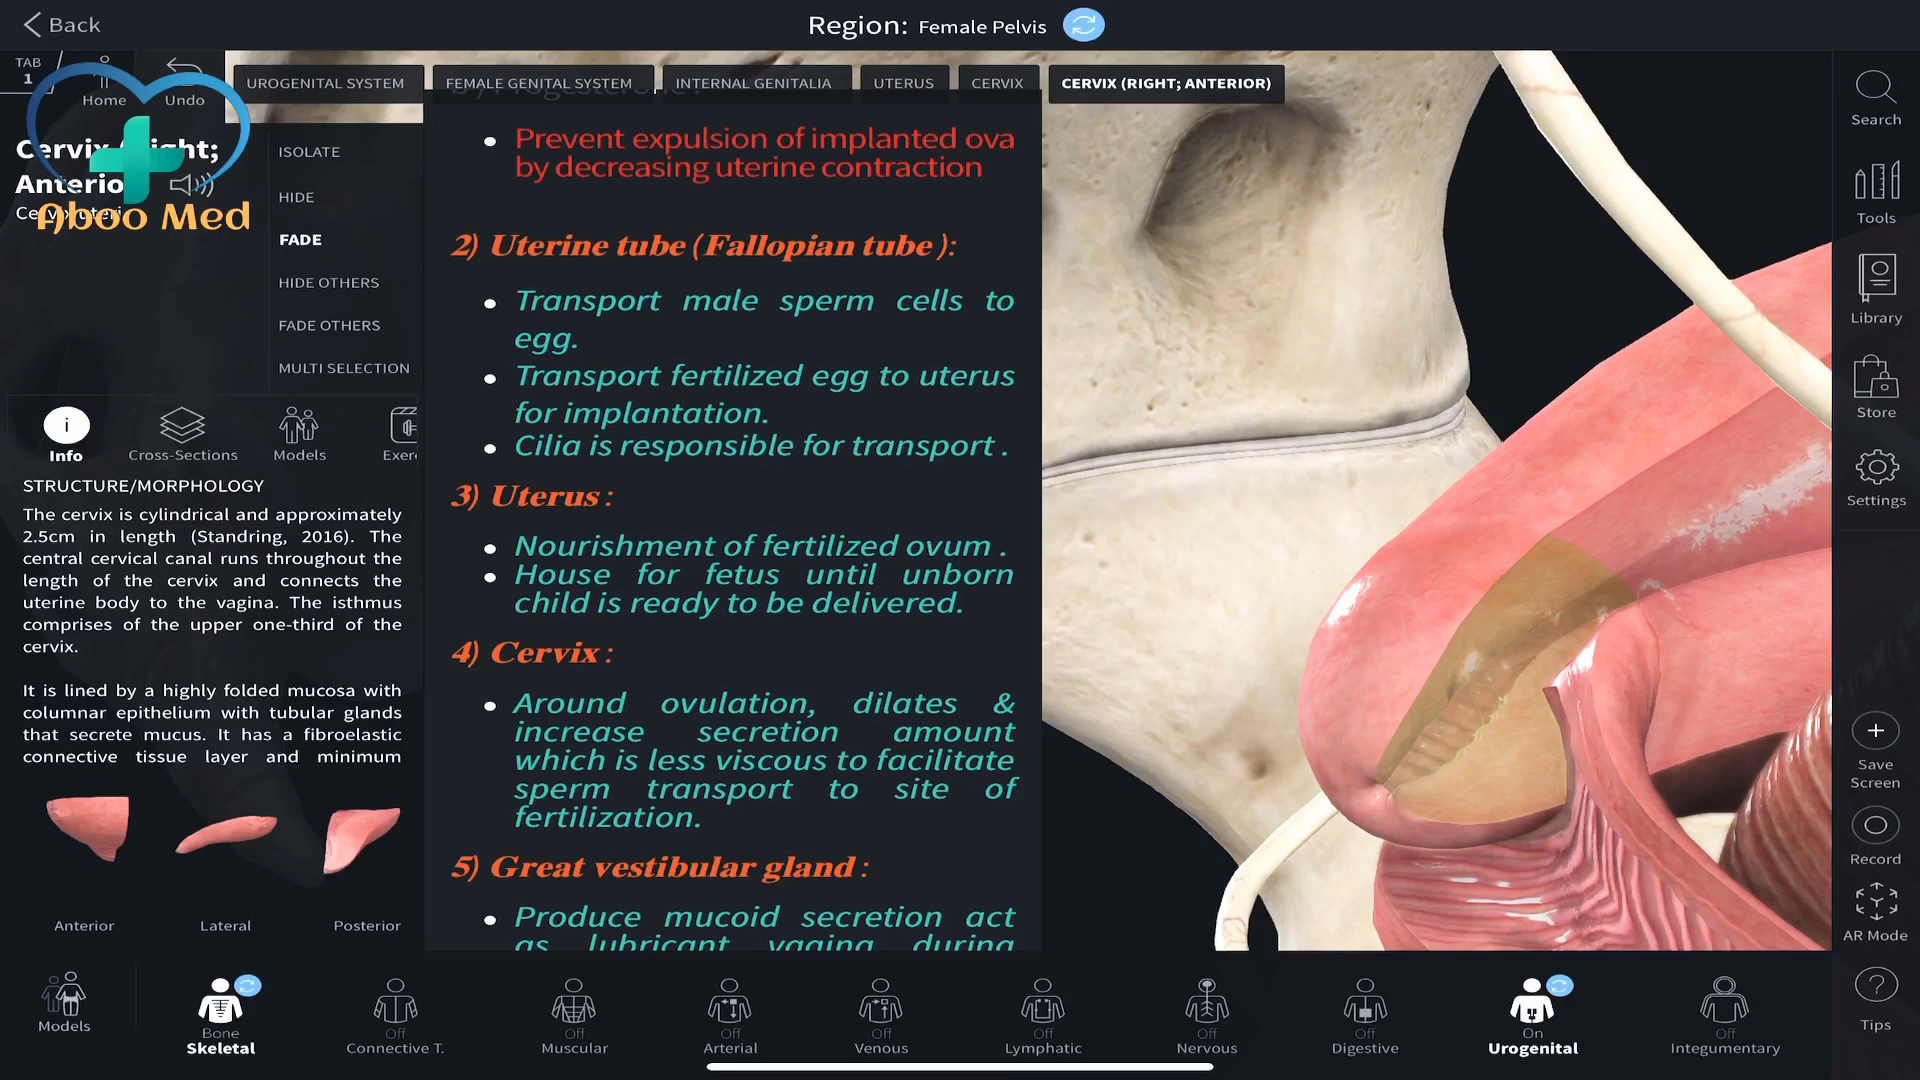 Back
Region: Female Pelvis
TAB
1
Home
Undo
UROGENITAL SYSTEM
FEMALE GENITAL SYSTEM
INTERNAL GENITALIA
UTERUS
CERVIX
CERVIX (RIGHT; ANTERIOR)
Aboo Med
ISOLATE
HIDE
FADE
HIDE OTHERS
FADE OTHERS
MULTI SELECTION
Info
Cross-Sections
Models
STRUCTURE/MORPHOLOGY
The cervix is cylindrical and approximately
2.5cm in length (Standring, 2016). The
central cervical canal runs throughout the
length of the cervix and connects the
uterine body to the vagina. The isthmus
comprises of the upper one-third of the
cervix.
It is lined by a highly folded mucosa with
columnar epithelium with tubular glands
that secrete mucus. It has a fibroelastic
connective tissue layer and minimum
Anterior
Lateral
Posterior
Prevent expulsion of implanted ova
by decreasing uterine contraction
2) Uterine tube (Fallopian tube ):
Transport male sperm cells to
egg.
Transport fertilized egg to uterus
for implantation.
Cilia is responsible for transport .
3) Uterus :
Nourishment of fertilized ovum .
House for fetus until unborn
child is ready to be delivered.
4) Cervix :
Around ovulation, dilates &
increase secretion amount
which is less viscous to facilitate
sperm transport to site of
fertilization.
5) Great vestibular gland :
Produce mucoid secretion act
as lubricant vagina during
Search
Tools
Library
Store
Settings
Save
Screen
Record
AR Mode
Tips
Models
Bone
Skeletal
Off
Connective T.
Off
Muscular
Off
Arterial
Off
Venous
Off
Lymphatic
Off
Nervous
Off
Digestive
On
Urogenital
Off
Integumentary